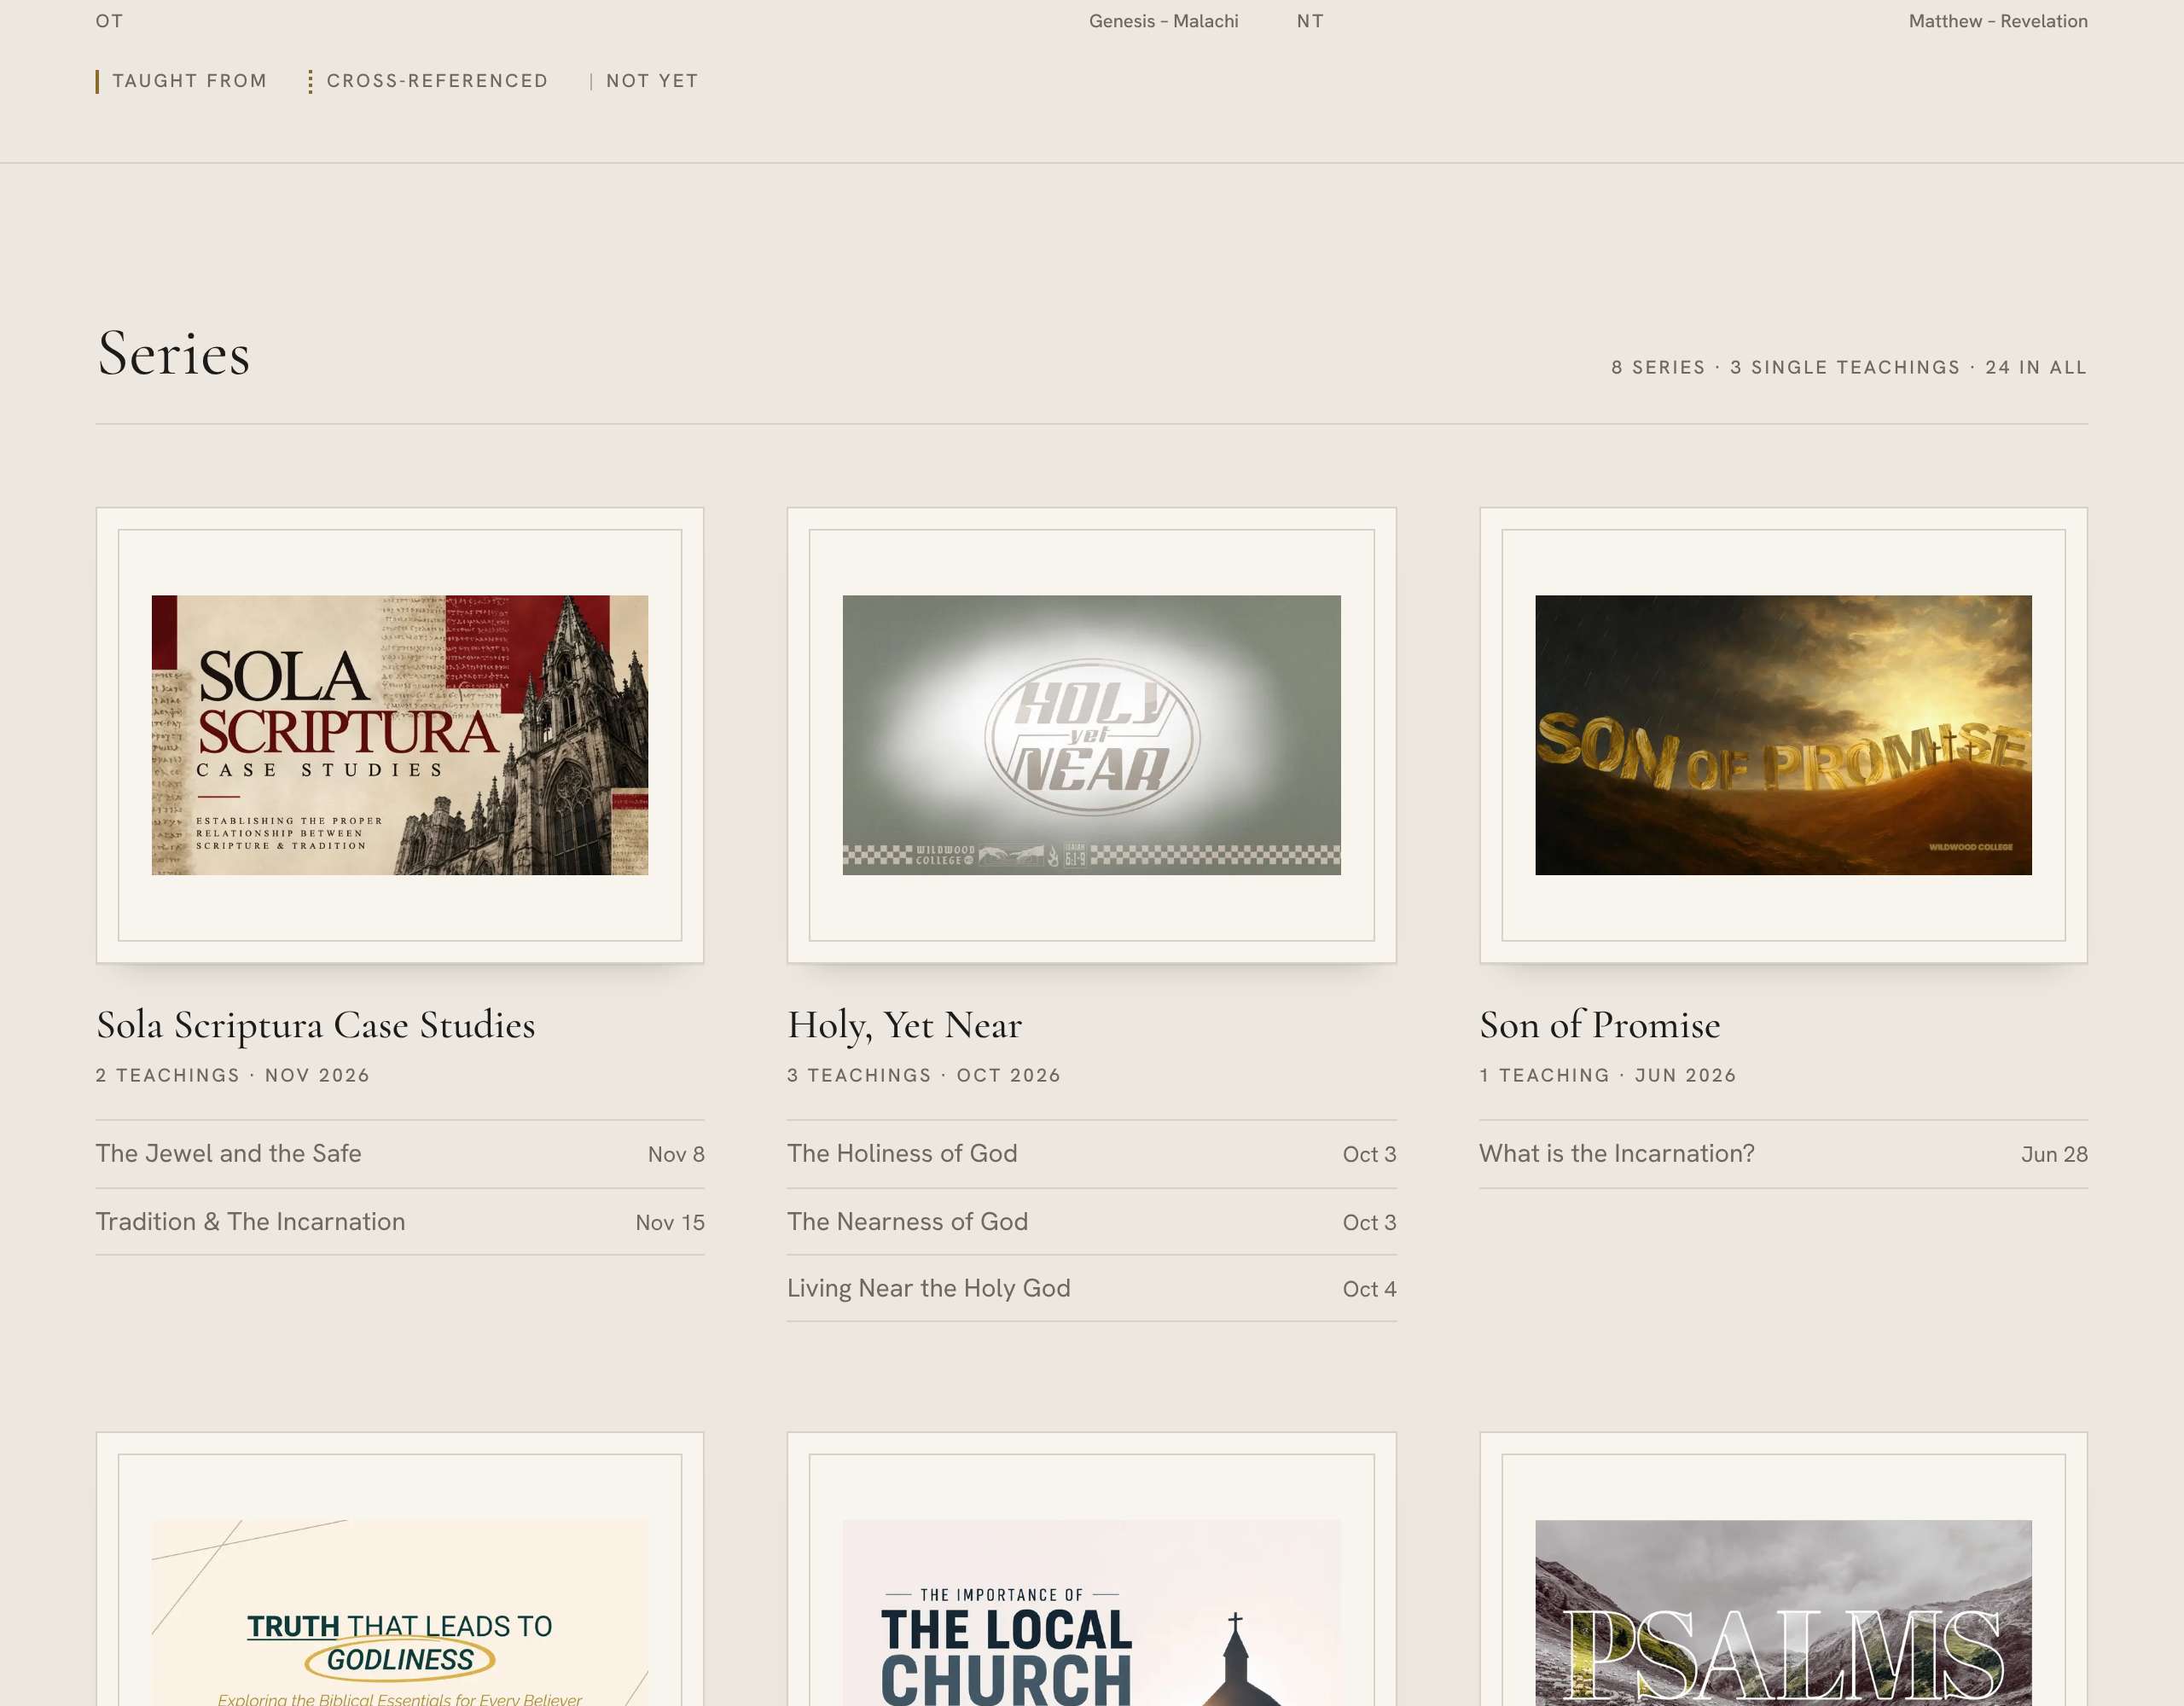 OT Genesis – Malachi NT Matthew – Revelation
TAUGHT FROM CROSS-REFERENCED NOT YET
Series
8 SERIES · 3 SINGLE TEACHINGS · 24 IN ALL
SOLA
SCRIPTURA
CASE STUDIES
ESTABLISHING THE PROPER
RELATIONSHIP BETWEEN
SCRIPTURE & TRADITION
HOLY
yet
NEAR
WILDWOOD
COLLEGE
ISAIAH
6:1-9
SON OF PROMISE
WILDWOOD COLLEGE
Sola Scriptura Case Studies
2 TEACHINGS · NOV 2026
The Jewel and the Safe Nov 8
Tradition & The Incarnation Nov 15
Holy, Yet Near
3 TEACHINGS · OCT 2026
The Holiness of God Oct 3
The Nearness of God Oct 3
Living Near the Holy God Oct 4
Son of Promise
1 TEACHING · JUN 2026
What is the Incarnation? Jun 28
TRUTH THAT LEADS TO
GODLINESS
Exploring the Biblical Essentials for Every Believer
THE IMPORTANCE OF
THE LOCAL
CHURCH
PSALMS